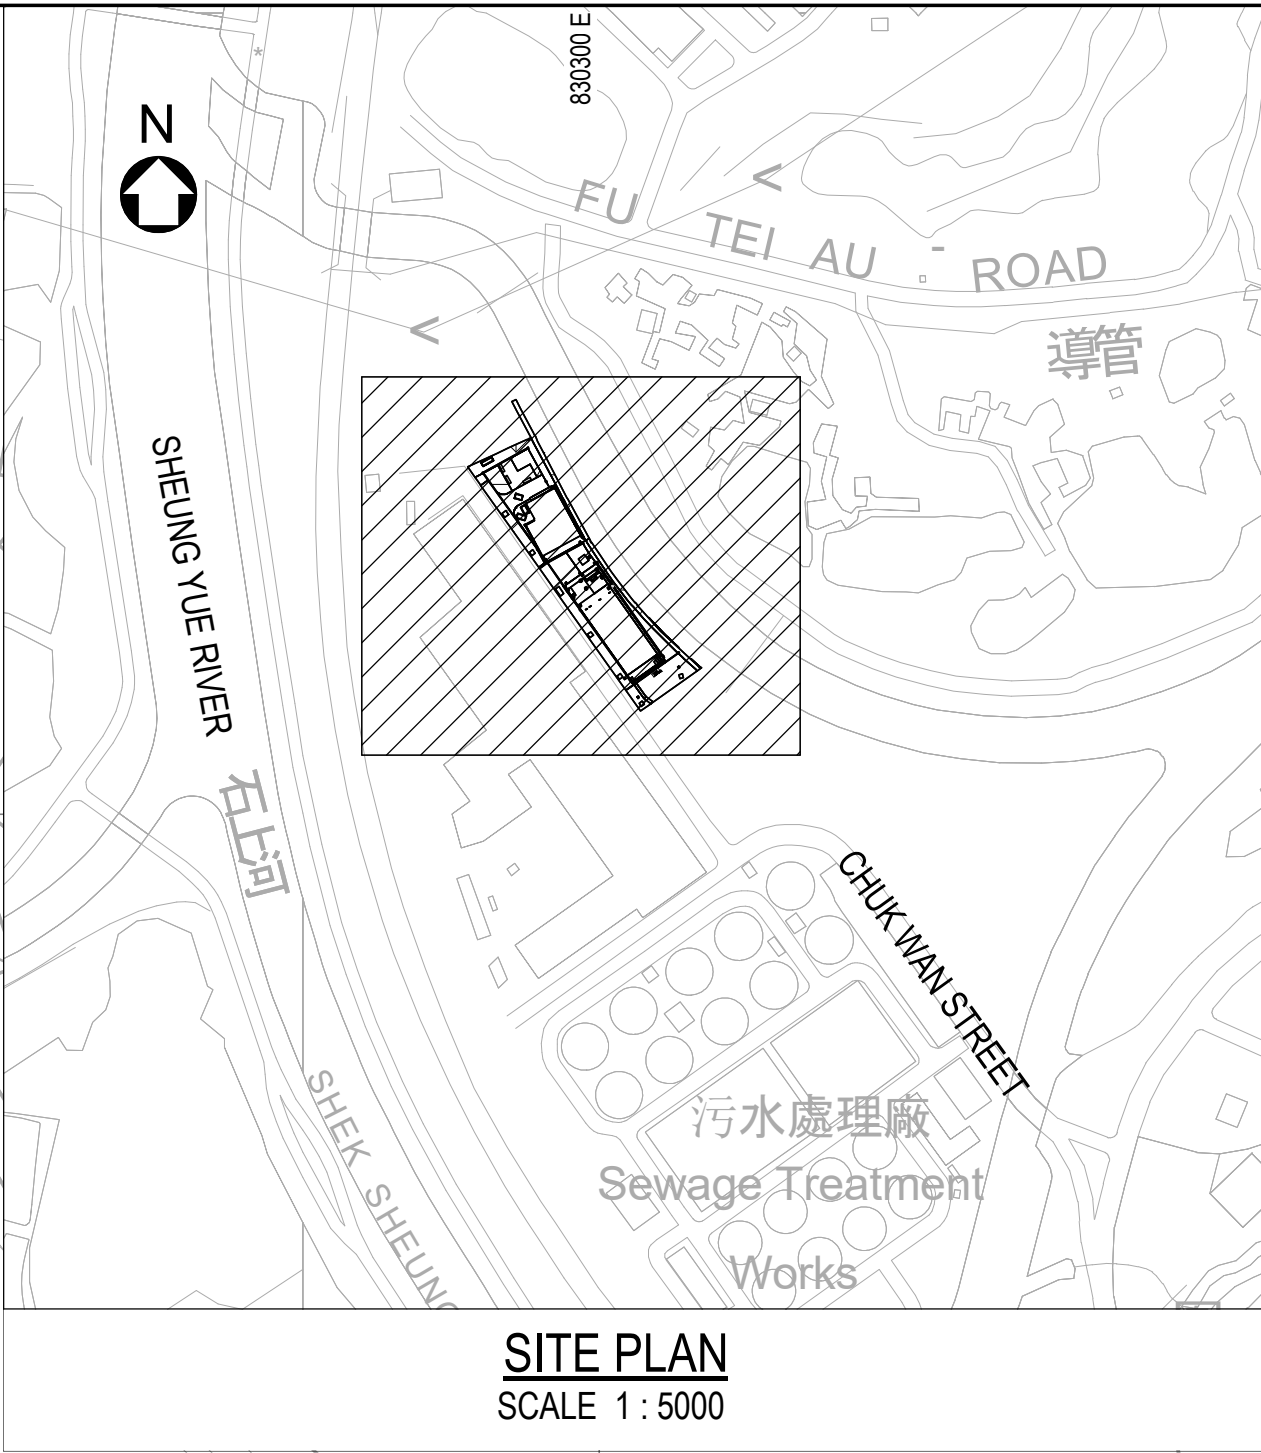 830300 E
N
FU TEI AU ROAD
導管
SHEUNG YUE RIVER
石上河
CHUK WAN STREET
SHEK SHEUNG
污水處理廠
Sewage Treatment
Works
SITE PLAN
SCALE 1 : 5000